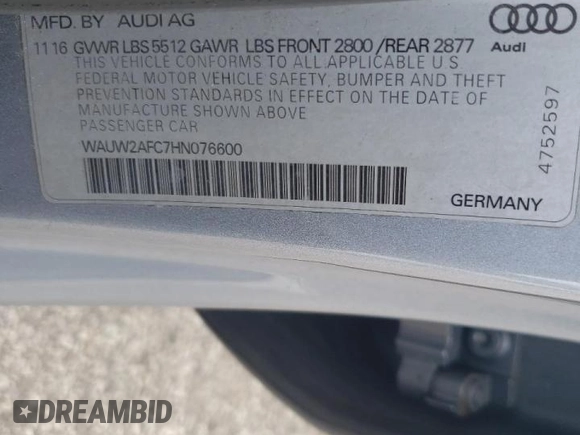 MFD. BY AUDI AG
11 16 GVWR LBS 5512 GAWR LBS FRONT 2800 /REAR 2877
THIS VEHICLE CONFORMS TO ALL APPLICABLE U S
FEDERAL MOTOR VEHICLE SAFETY, BUMPER AND THEFT
PREVENTION STANDARDS IN EFFECT ON THE DATE OF
MANUFACTURE SHOWN ABOVE
PASSENGER CAR
WAUW2AFC7HN076600
Audi
4752597
GERMANY
DREAMBID